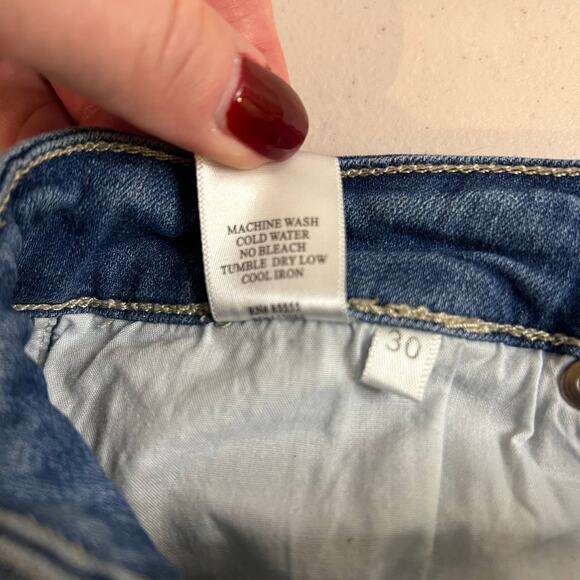 MACHINE WASH
COLD WATER
NO BLEACH
TUMBLE DRY LOW
COOL IRON
30